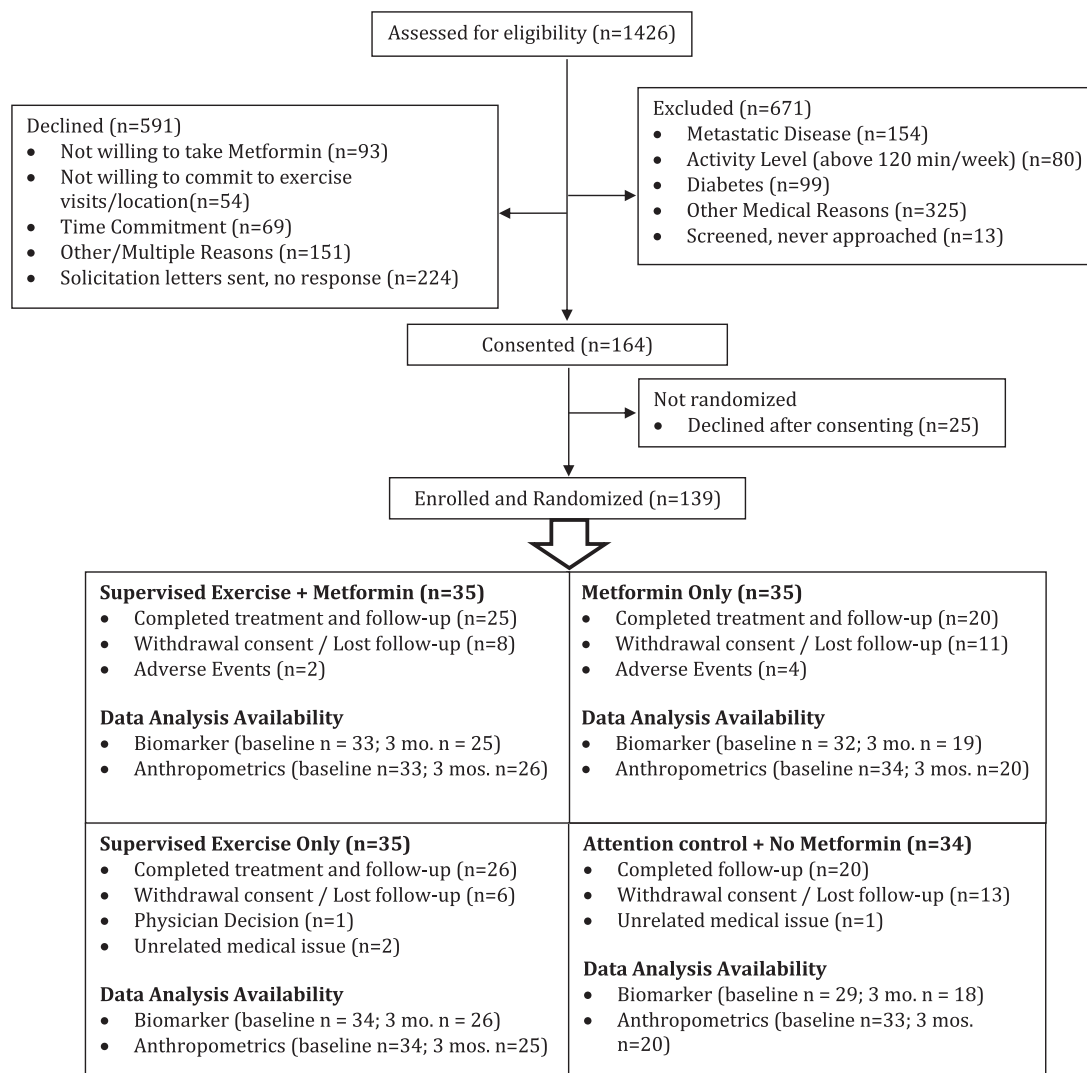 Assessed for eligibility (n=1426)
Declined (n=591)
• Not willing to take Metformin (n=93)
• Not willing to commit to exercise
visits/location(n=54)
• Time Commitment (n=69)
• Other/Multiple Reasons (n=151)
• Solicitation letters sent, no response (n=224)
Excluded (n=671)
• Metastatic Disease (n=154)
• Activity Level (above 120 min/week) (n=80)
• Diabetes (n=99)
• Other Medical Reasons (n=325)
• Screened, never approached (n=13)
Consented (n=164)
Not randomized
• Declined after consenting (n=25)
Enrolled and Randomized (n=139)
Supervised Exercise + Metformin (n=35)
• Completed treatment and follow-up (n=25)
• Withdrawal consent / Lost follow-up (n=8)
• Adverse Events (n=2)
Data Analysis Availability
• Biomarker (baseline n = 33; 3 mo. n = 25)
• Anthropometrics (baseline n=33; 3 mos. n=26)
Metformin Only (n=35)
• Completed treatment and follow-up (n=20)
• Withdrawal consent / Lost follow-up (n=11)
• Adverse Events (n=4)
Data Analysis Availability
• Biomarker (baseline n = 32; 3 mo. n = 19)
• Anthropometrics (baseline n=34; 3 mos. n=20)
Supervised Exercise Only (n=35)
• Completed treatment and follow-up (n=26)
• Withdrawal consent / Lost follow-up (n=6)
• Physician Decision (n=1)
• Unrelated medical issue (n=2)
Data Analysis Availability
• Biomarker (baseline n = 34; 3 mo. n = 26)
• Anthropometrics (baseline n=34; 3 mos. n=25)
Attention control + No Metformin (n=34)
• Completed follow-up (n=20)
• Withdrawal consent / Lost follow-up (n=13)
• Unrelated medical issue (n=1)
Data Analysis Availability
• Biomarker (baseline n = 29; 3 mo. n = 18)
• Anthropometrics (baseline n=33; 3 mos.
n=20)